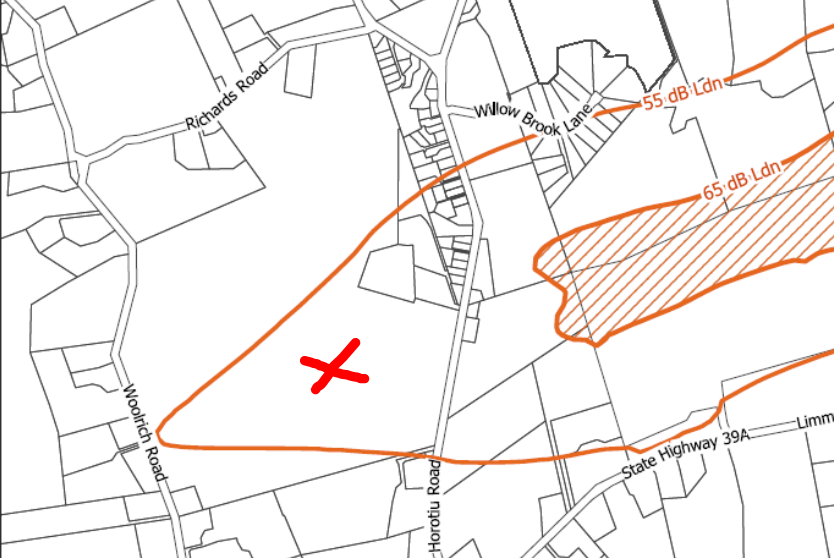 Richards Road
Willow Brook Lane
55 dB Ldn
65 dB Ldn
Woolrich Road
Horotiu Road
State Highway 39A
Limm